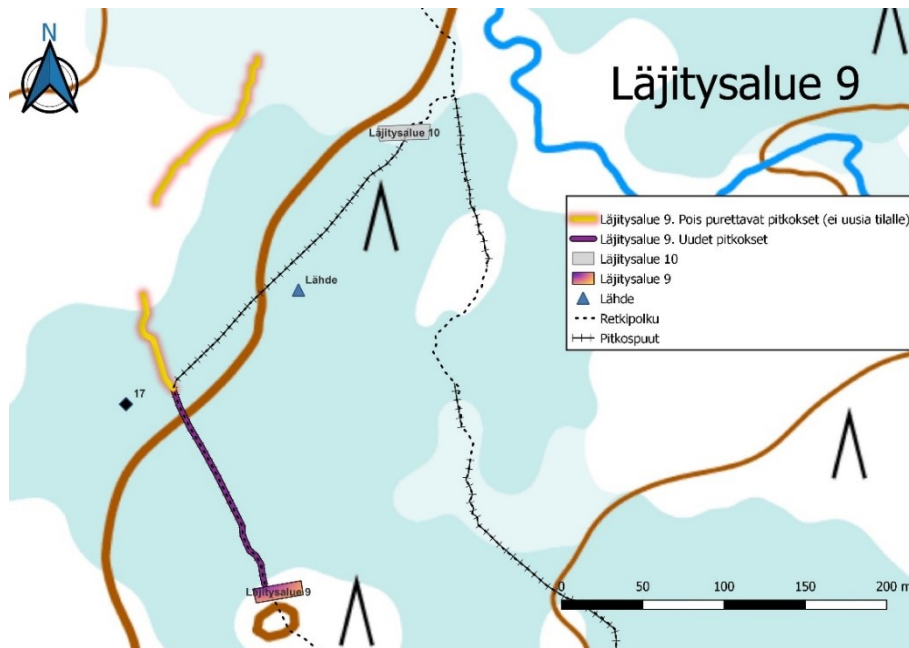 N
Läjitysalue 9
Läjitysalue 10
Läjitysalue 9. Pois purettavat pitkokset (ei uusia tilalle)
Läjitysalue 9. Uudet pitkokset
Läjitysalue 10
Läjitysalue 9
Lähde
Retkipolku
Pitkospuut
Lähde
17
Läjitysalue 9
0 50 100 150 200 m